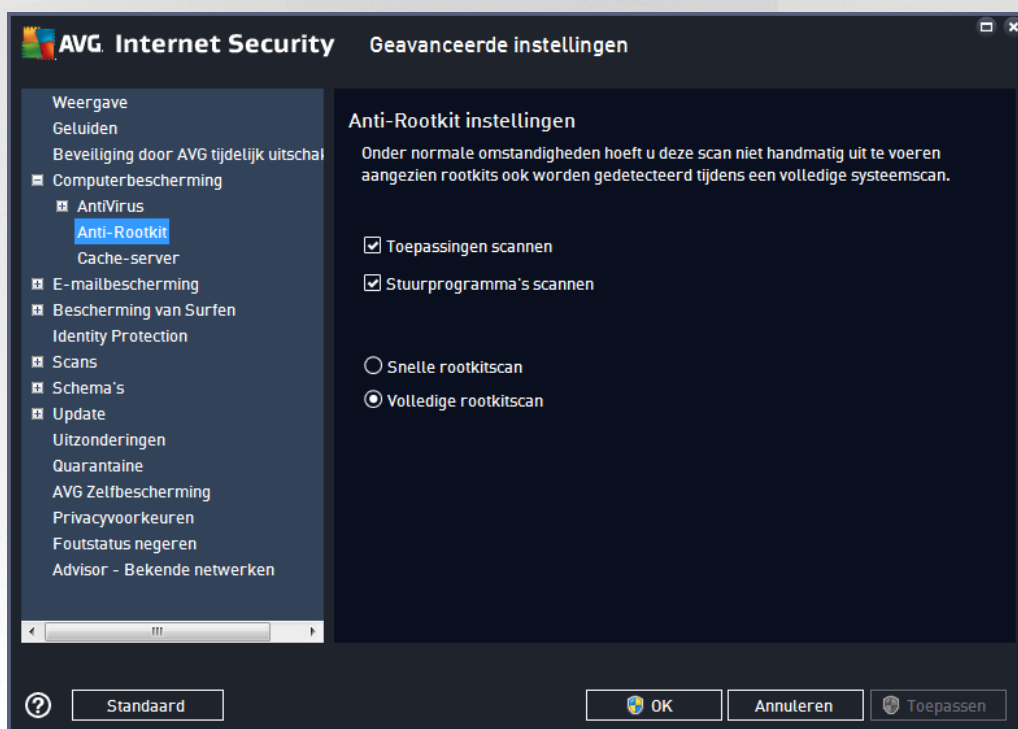 AVG. Internet Security Geavanceerde instellingen
Weergave
Geluiden
Beveiliging door AVG tijdelijk uitschal
Computerbescherming
AntiVirus
Anti-Rootkit
Cache-server
E-mailbescherming
Bescherming van Surfen
Identity Protection
Scans
Schema's
Update
Uitzonderingen
Quarantaine
AVG Zelfbescherming
Privacyvoorkeuren
Foutstatus negeren
Advisor - Bekende netwerken
Anti-Rootkit instellingen
Onder normale omstandigheden hoeft u deze scan niet handmatig uit te voeren
aangezien rootkits ook worden gedetecteerd tijdens een volledige systeemscan.
Toepassingen scannen
Stuurprogramma's scannen
Snelle rootkitscan
Volledige rootkitscan
Standaard
OK
Annuleren
Toepassen